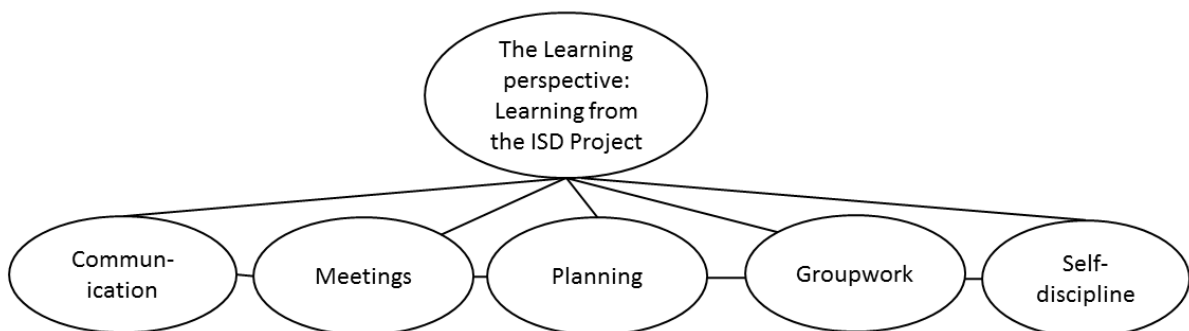 The Learning
perspective:
Learning from
the ISD Project
Commun-
ication
Meetings
Planning
Groupwork
Self-
discipline